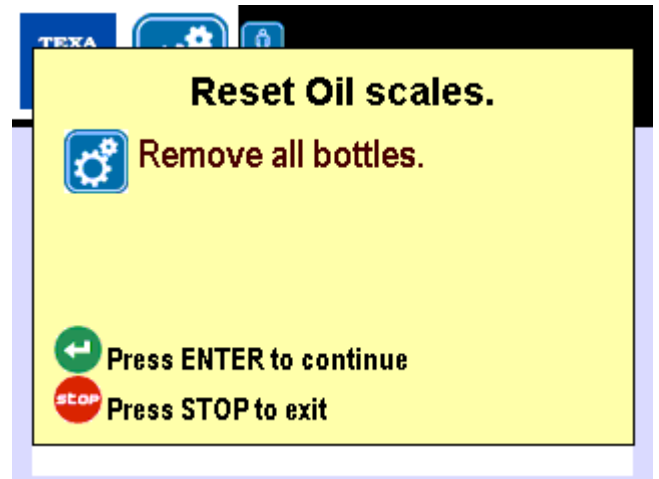 TEXA
Reset Oil scales.
Remove all bottles.
Press ENTER to continue
stop
Press STOP to exit